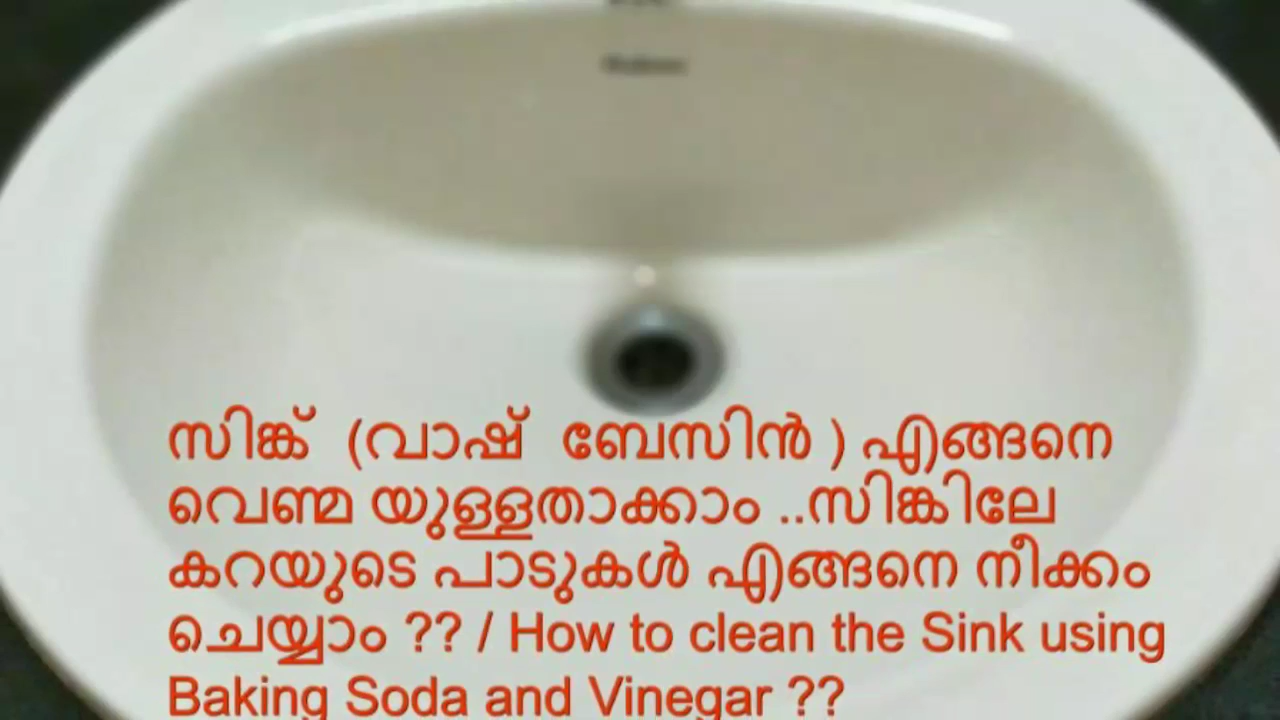 സിങ്ക് (വാഷ് ബേസിൻ ) എങ്ങനെ
വെണ്മ യുള്ളതാക്കാം ..സിങ്കിലേ
കറയുടെ പാടുകൾ എങ്ങനെ നീക്കം
ചെയ്യാം ?? / How to clean the Sink using
Baking Soda and Vinegar ??